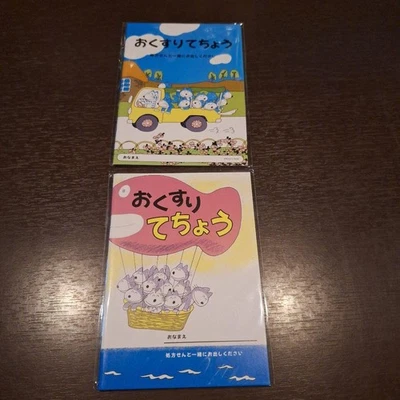 おくすりてちょう
おなまえ
おくすり
てちょう
おなまえ
処方せんと一緒にお出しください